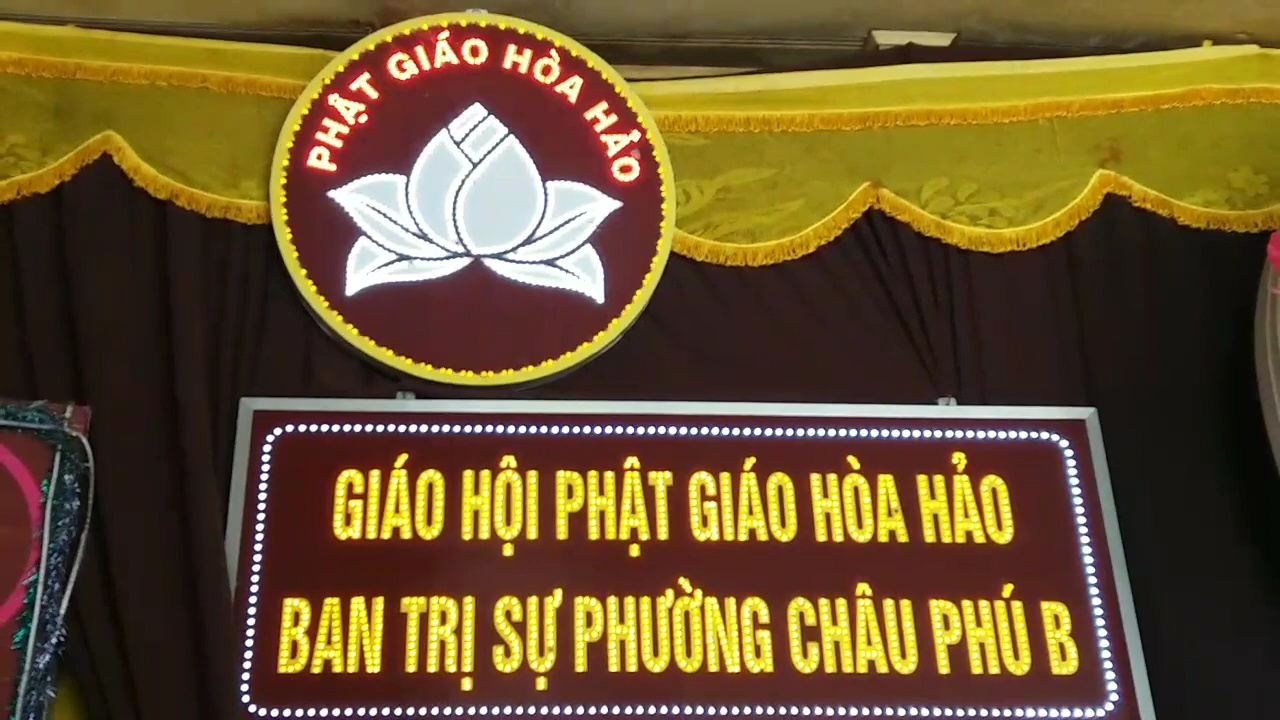 PHẬT GIÁO HÒA HẢO
GIÁO HỘI PHẬT GIÁO HÒA HẢO
BAN TRỊ SỰ PHƯỜNG CHÂU PHÚ B